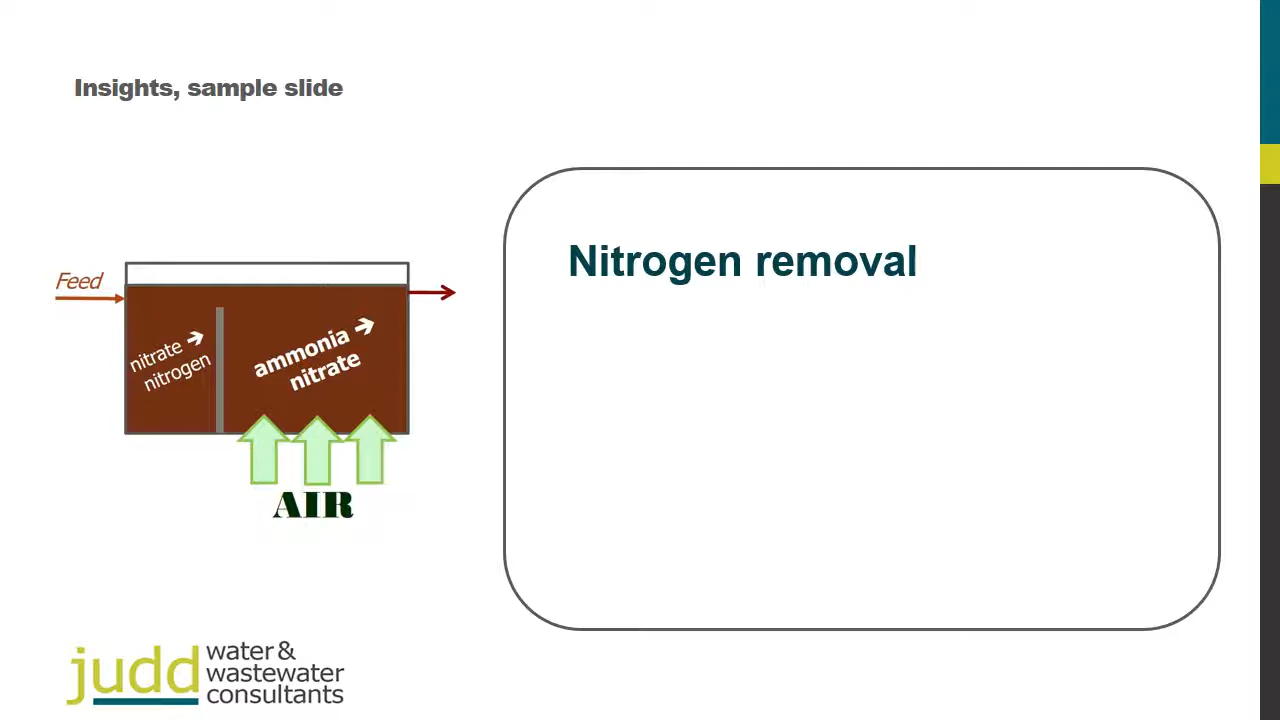 Insights, sample slide
Nitrogen removal
Feed
nitrate →
nitrogen
ammonia →
nitrate
AIR
judd water &
wastewater
consultants